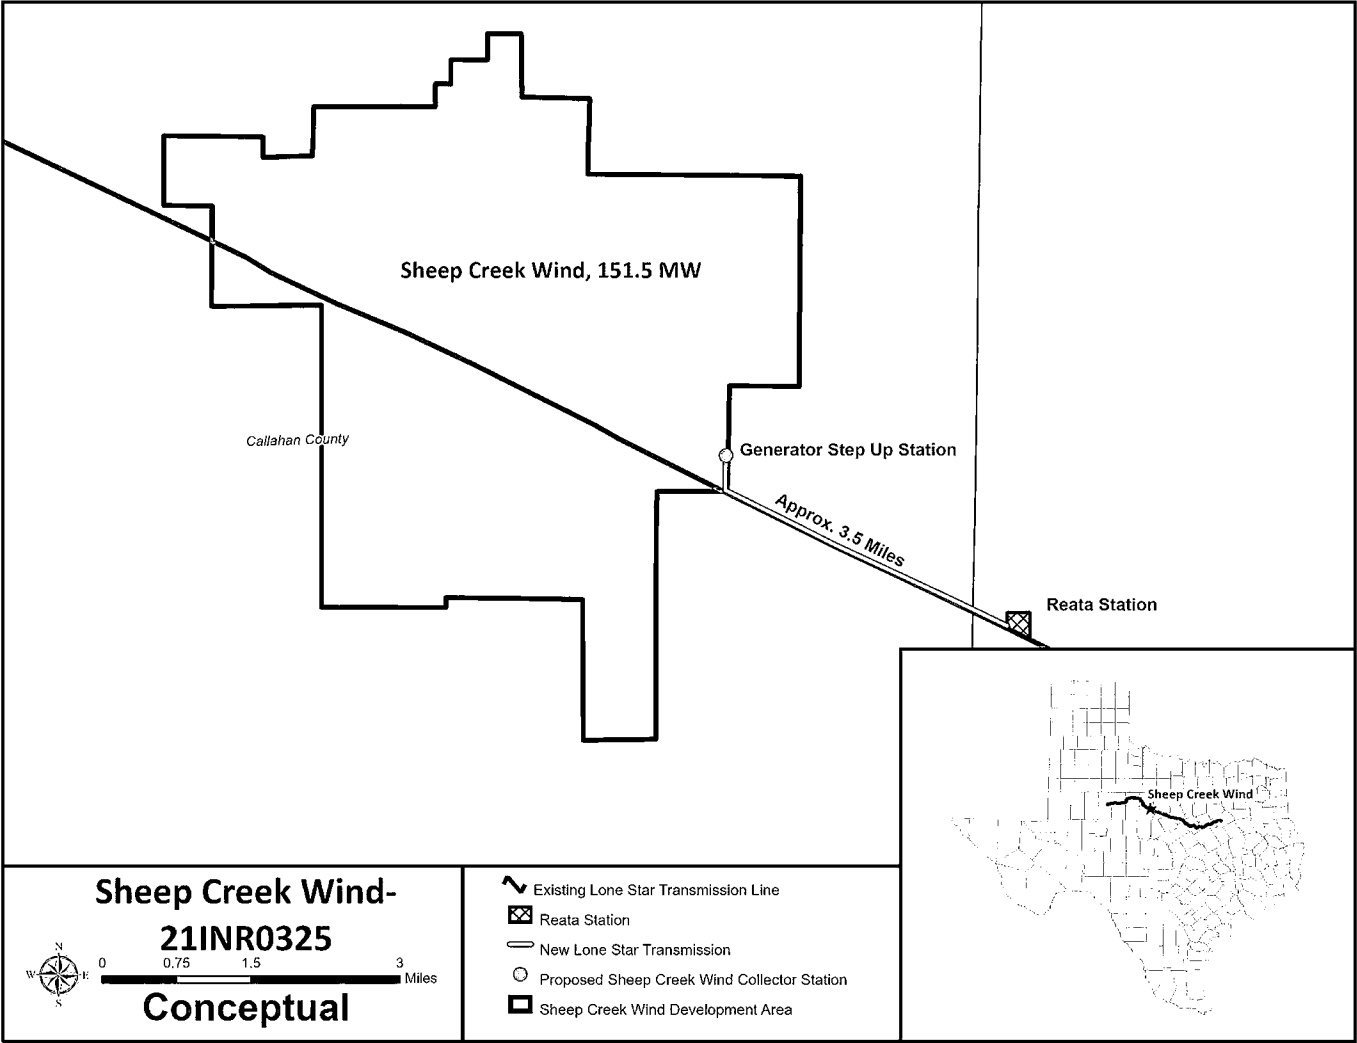 Sheep Creek Wind, 151.5 MW
Callahan County
Generator Step Up Station
Approx. 3.5 Miles
Reata Station
Sheep Creek Wind
Sheep Creek Wind-
21INR0325
N
W E
S
0 0.75 1.5 3
Miles
Conceptual
Existing Lone Star Transmission Line
Reata Station
New Lone Star Transmission
Proposed Sheep Creek Wind Collector Station
Sheep Creek Wind Development Area